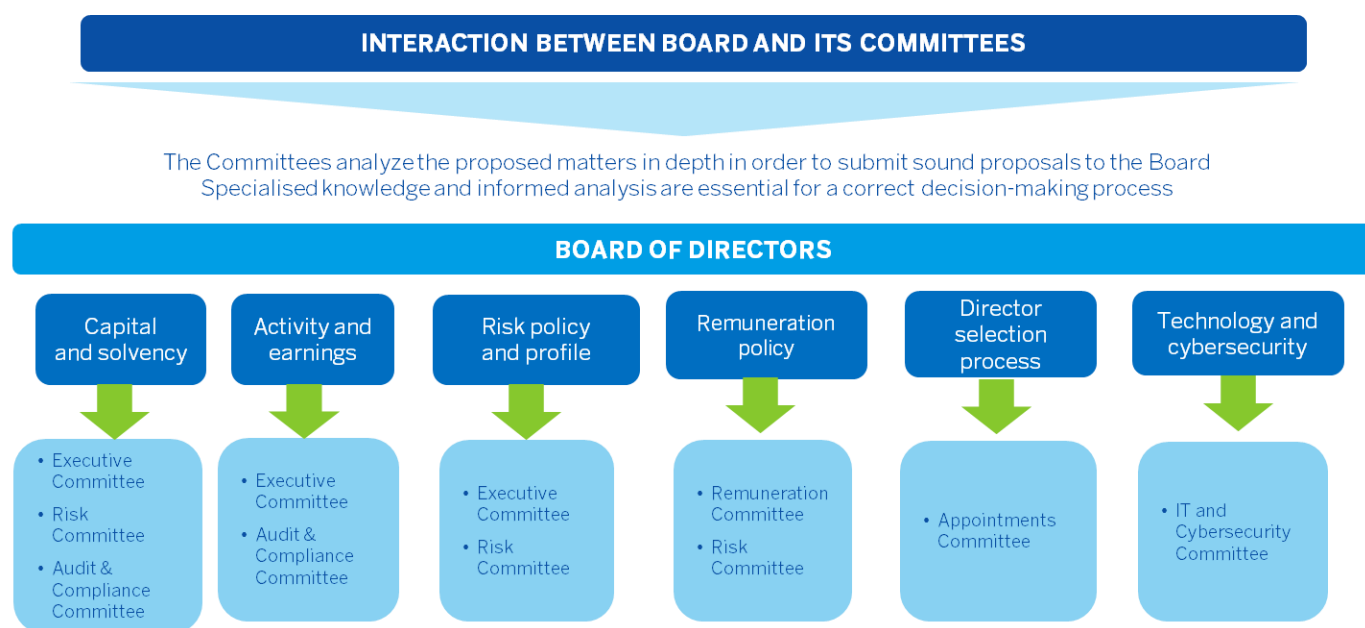 INTERACTION BETWEEN BOARD AND ITS COMMITTEES
The Committees analyze the proposed matters in depth in order to submit sound proposals to the Board
Specialised knowledge and informed analysis are essential for a correct decision-making process
BOARD OF DIRECTORS
Capital
and solvency
Activity and
earnings
Risk policy
and profile
Remuneration
policy
Director
selection
process
Technology and
cybersecurity
• Executive
Committee
• Risk
Committee
• Audit &
Compliance
Committee
• Executive
Committee
• Audit &
Compliance
Committee
• Executive
Committee
• Risk
Committee
• Remuneration
Committee
• Risk
Committee
• Appointments
Committee
• IT and
Cybersecurity
Committee